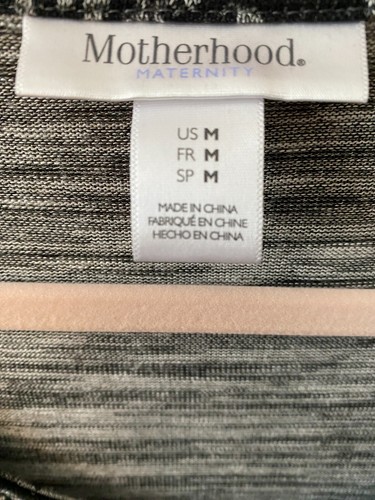 Motherhood®
MATERNITY
US M
FR M
SP M
MADE IN CHINA
FABRIQUÉ EN CHINE
HECHO EN CHINA